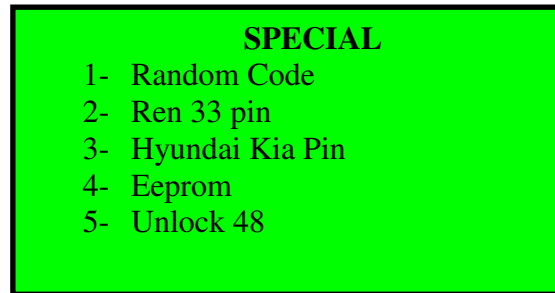 SPECIAL
1- Random Code
2- Ren 33 pin
3- Hyundai Kia Pin
4- Eeprom
5- Unlock 48